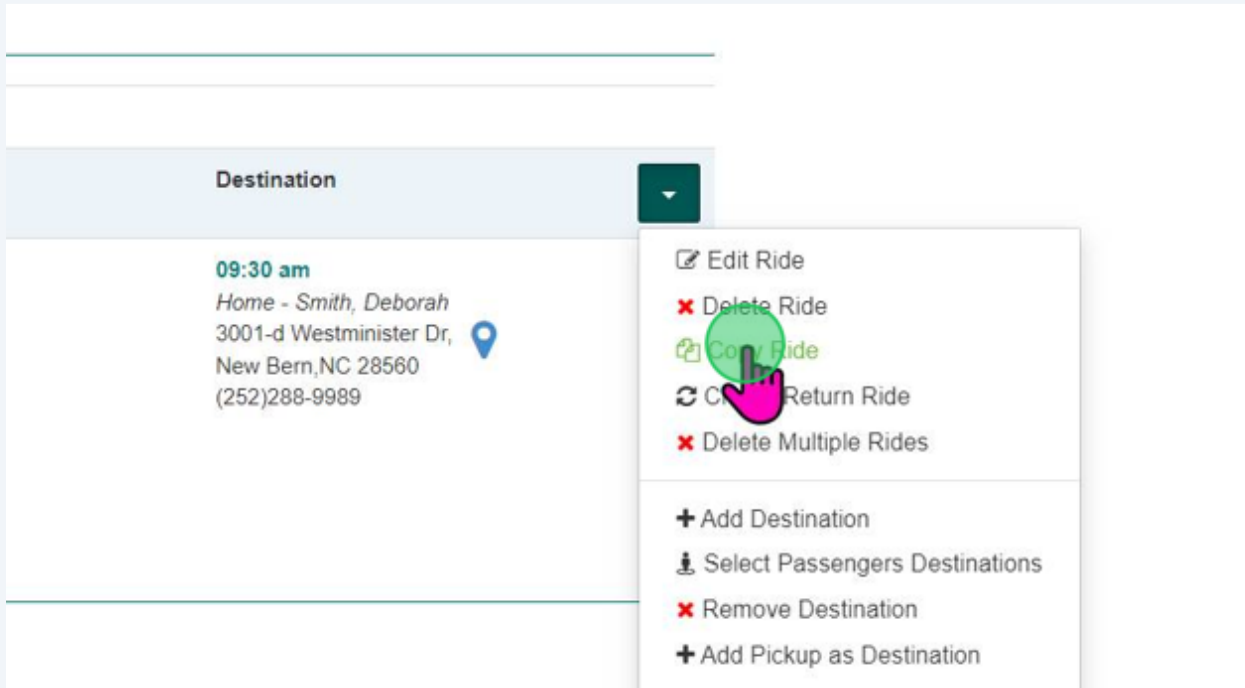 Destination
09:30 am
Home - Smith, Deborah
3001-d Westminister Dr,
New Bern,NC 28560
(252)288-9989
Edit Ride
Delete Ride
Copy Ride
Return Ride
Delete Multiple Rides
Add Destination
Select Passengers Destinations
Remove Destination
Add Pickup as Destination